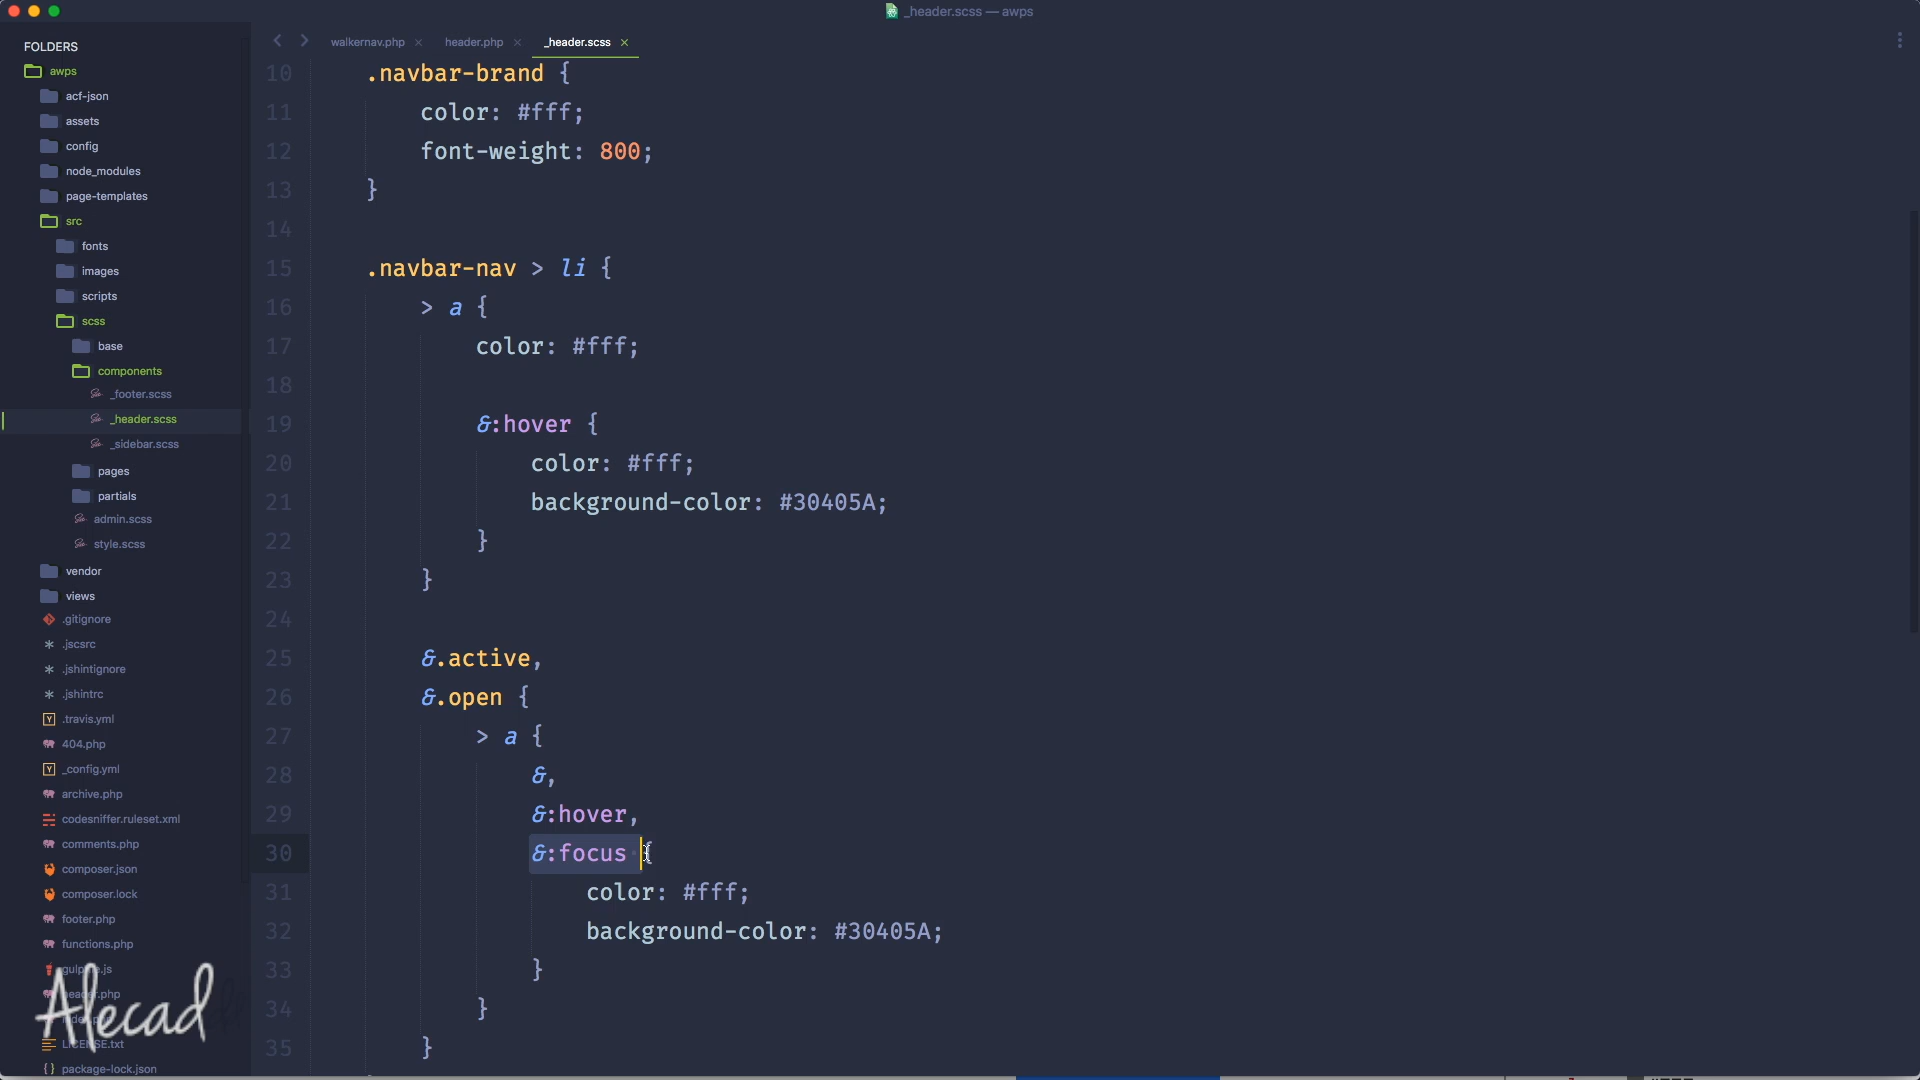 _header.scss — awps
FOLDERS
awps
acf-json
assets
config
node_modules
page-templates
src
fonts
images
scripts
scss
base
components
_footer.scss
_header.scss
_sidebar.scss
pages
partials
admin.scss
style.scss
vendor
views
.gitignore
.jscsrc
.jshintignore
.jshintrc
.travis.yml
404.php
_config.yml
archive.php
codesniffer.ruleset.xml
comments.php
composer.json
composer.lock
footer.php
functions.php
header.php
LICENSE.txt
package-lock.json
Alecad
walkernav.php × header.php × _header.scss ×
10 .navbar-brand {
11 color: #fff;
12 font-weight: 800;
13 }
14
15 .navbar-nav > li {
16 > a {
17 color: #fff;
18
19 &:hover {
20 color: #fff;
21 background-color: #30405A;
22 }
23 }
24
25 &.active,
26 &.open {
27 > a {
28 &,
29 &:hover,
30 &:focus {
31 color: #fff;
32 background-color: #30405A;
33 }
34 }
35 }